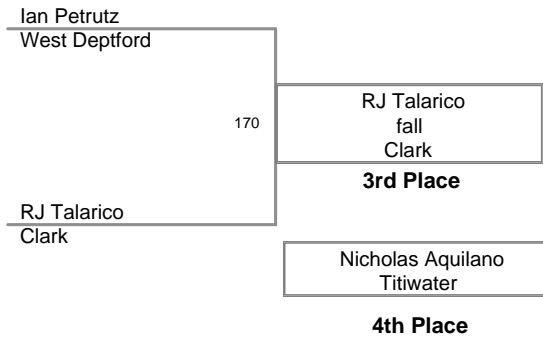 Ian Petrutz
West Deptford
170
RJ Talarico
fall
Clark
3rd Place
RJ Talarico
Clark
Nicholas Aquilano
Titiwater
4th Place